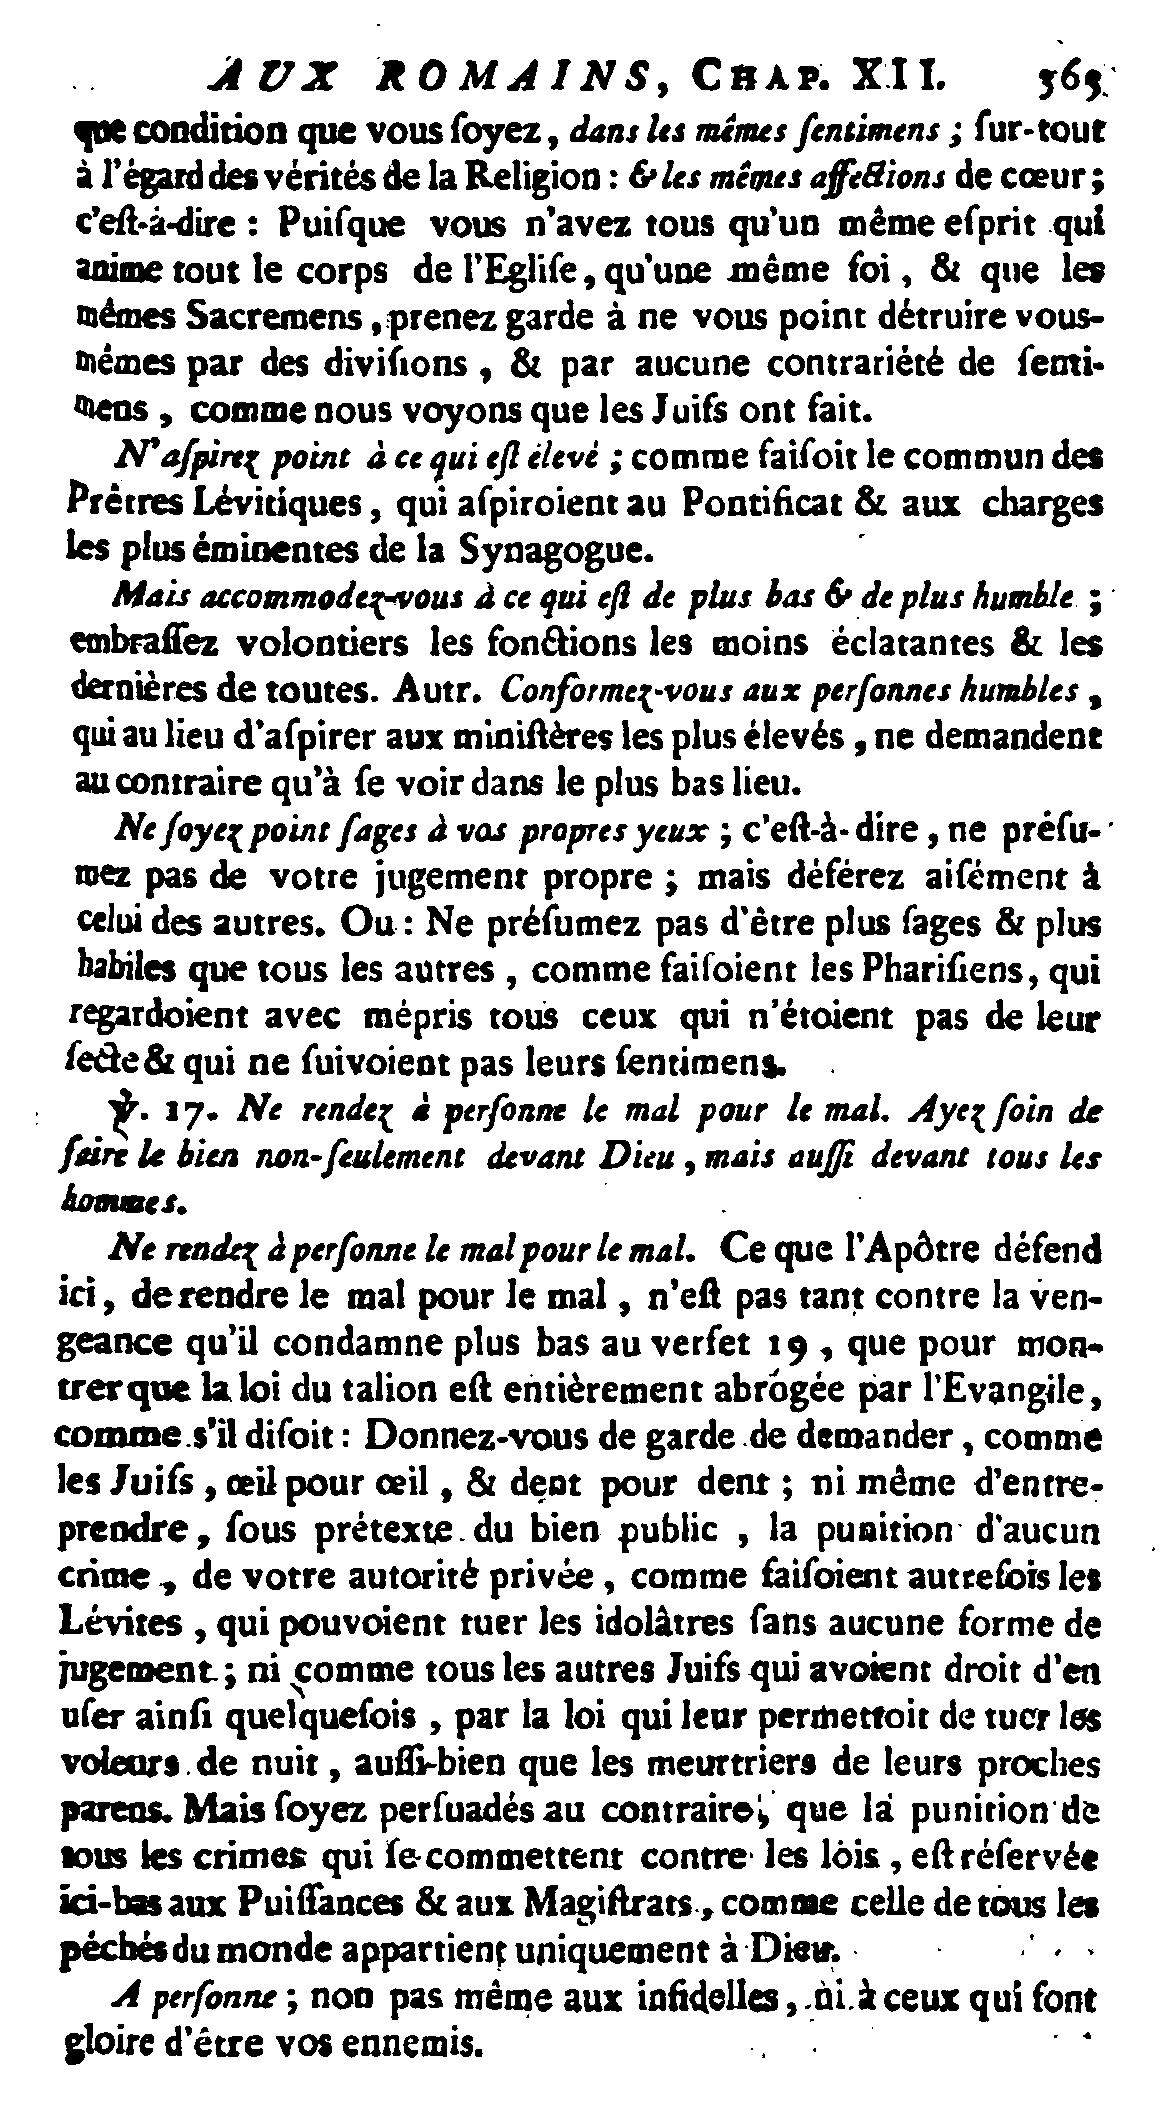 AUX ROMAINS, CHAP. XII. 365
que condition que vous ſoyez, dans les mêmes ſentimens ; ſur-tout
à l'égard des vérités de la Religion : & les mêmes affections de cœur ;
c'eſt-à-dire : Puiſque vous n'avez tous qu'un même eſprit qui
anime tout le corps de l'Egliſe, qu'une même foi, & que les
mêmes Sacremens, prenez garde à ne vous point détruire vous-
mêmes par des diviſions, & par aucune contrariété de ſenti-
mens, comme nous voyons que les Juifs ont fait.
N'aſpirez point à ce qui eſt élevé ; comme faiſoit le commun des
Prêtres Lévitiques, qui aſpiroient au Pontificat & aux charges
les plus éminentes de la Synagogue.
Mais accommodez-vous à ce qui eſt de plus bas & de plus humble ;
embraſſez volontiers les fonctions les moins éclatantes & les
dernières de toutes. Autr. Conformez-vous aux perſonnes humbles,
qui au lieu d'aſpirer aux miniſtères les plus élevés, ne demandent
au contraire qu'à ſe voir dans le plus bas lieu.
Ne ſoyez point ſages à vos propres yeux ; c'eſt-à-dire, ne préſu-
mez pas de votre jugement propre ; mais déférez aiſément à
celui des autres. Ou : Ne préſumez pas d'être plus ſages & plus
habiles que tous les autres, comme faiſoient les Phariſiens, qui
regardoient avec mépris tous ceux qui n'étoient pas de leur
ſecte & qui ne ſuivoient pas leurs ſentimens.
℣. 17. Ne rendez à perſonne le mal pour le mal. Ayez ſoin de
faire le bien non-ſeulement devant Dieu, mais auſſi devant tous les
hommes.
Ne rendez à perſonne le mal pour le mal. Ce que l'Apôtre défend
ici, de rendre le mal pour le mal, n'eſt pas tant contre la ven-
geance qu'il condamne plus bas au verſet 19, que pour mon-
trer que la loi du talion eſt entièrement abrogée par l'Evangile,
comme s'il diſoit : Donnez-vous de garde de demander, comme
les Juifs, œil pour œil, & dent pour dent ; ni même d'entre-
prendre, ſous prétexte du bien public, la punition d'aucun
crime, de votre autorité privée, comme faiſoient autrefois les
Lévites, qui pouvoient tuer les idolâtres ſans aucune forme de
jugement ; ni comme tous les autres Juifs qui avoient droit d'en
uſer ainſi quelquefois, par la loi qui leur permettoit de tuer les
voleurs de nuit, auſſi-bien que les meurtriers de leurs proches
parens. Mais ſoyez perſuadés au contraire, que la punition de
tous les crimes qui ſe commettent contre les lois, eſt réſervée
ici-bas aux Puiſſances & aux Magiſtrats, comme celle de tous les
péchés du monde appartient uniquement à Dieu.
A perſonne ; non pas même aux infidelles, ni à ceux qui font
gloire d'être vos ennemis.